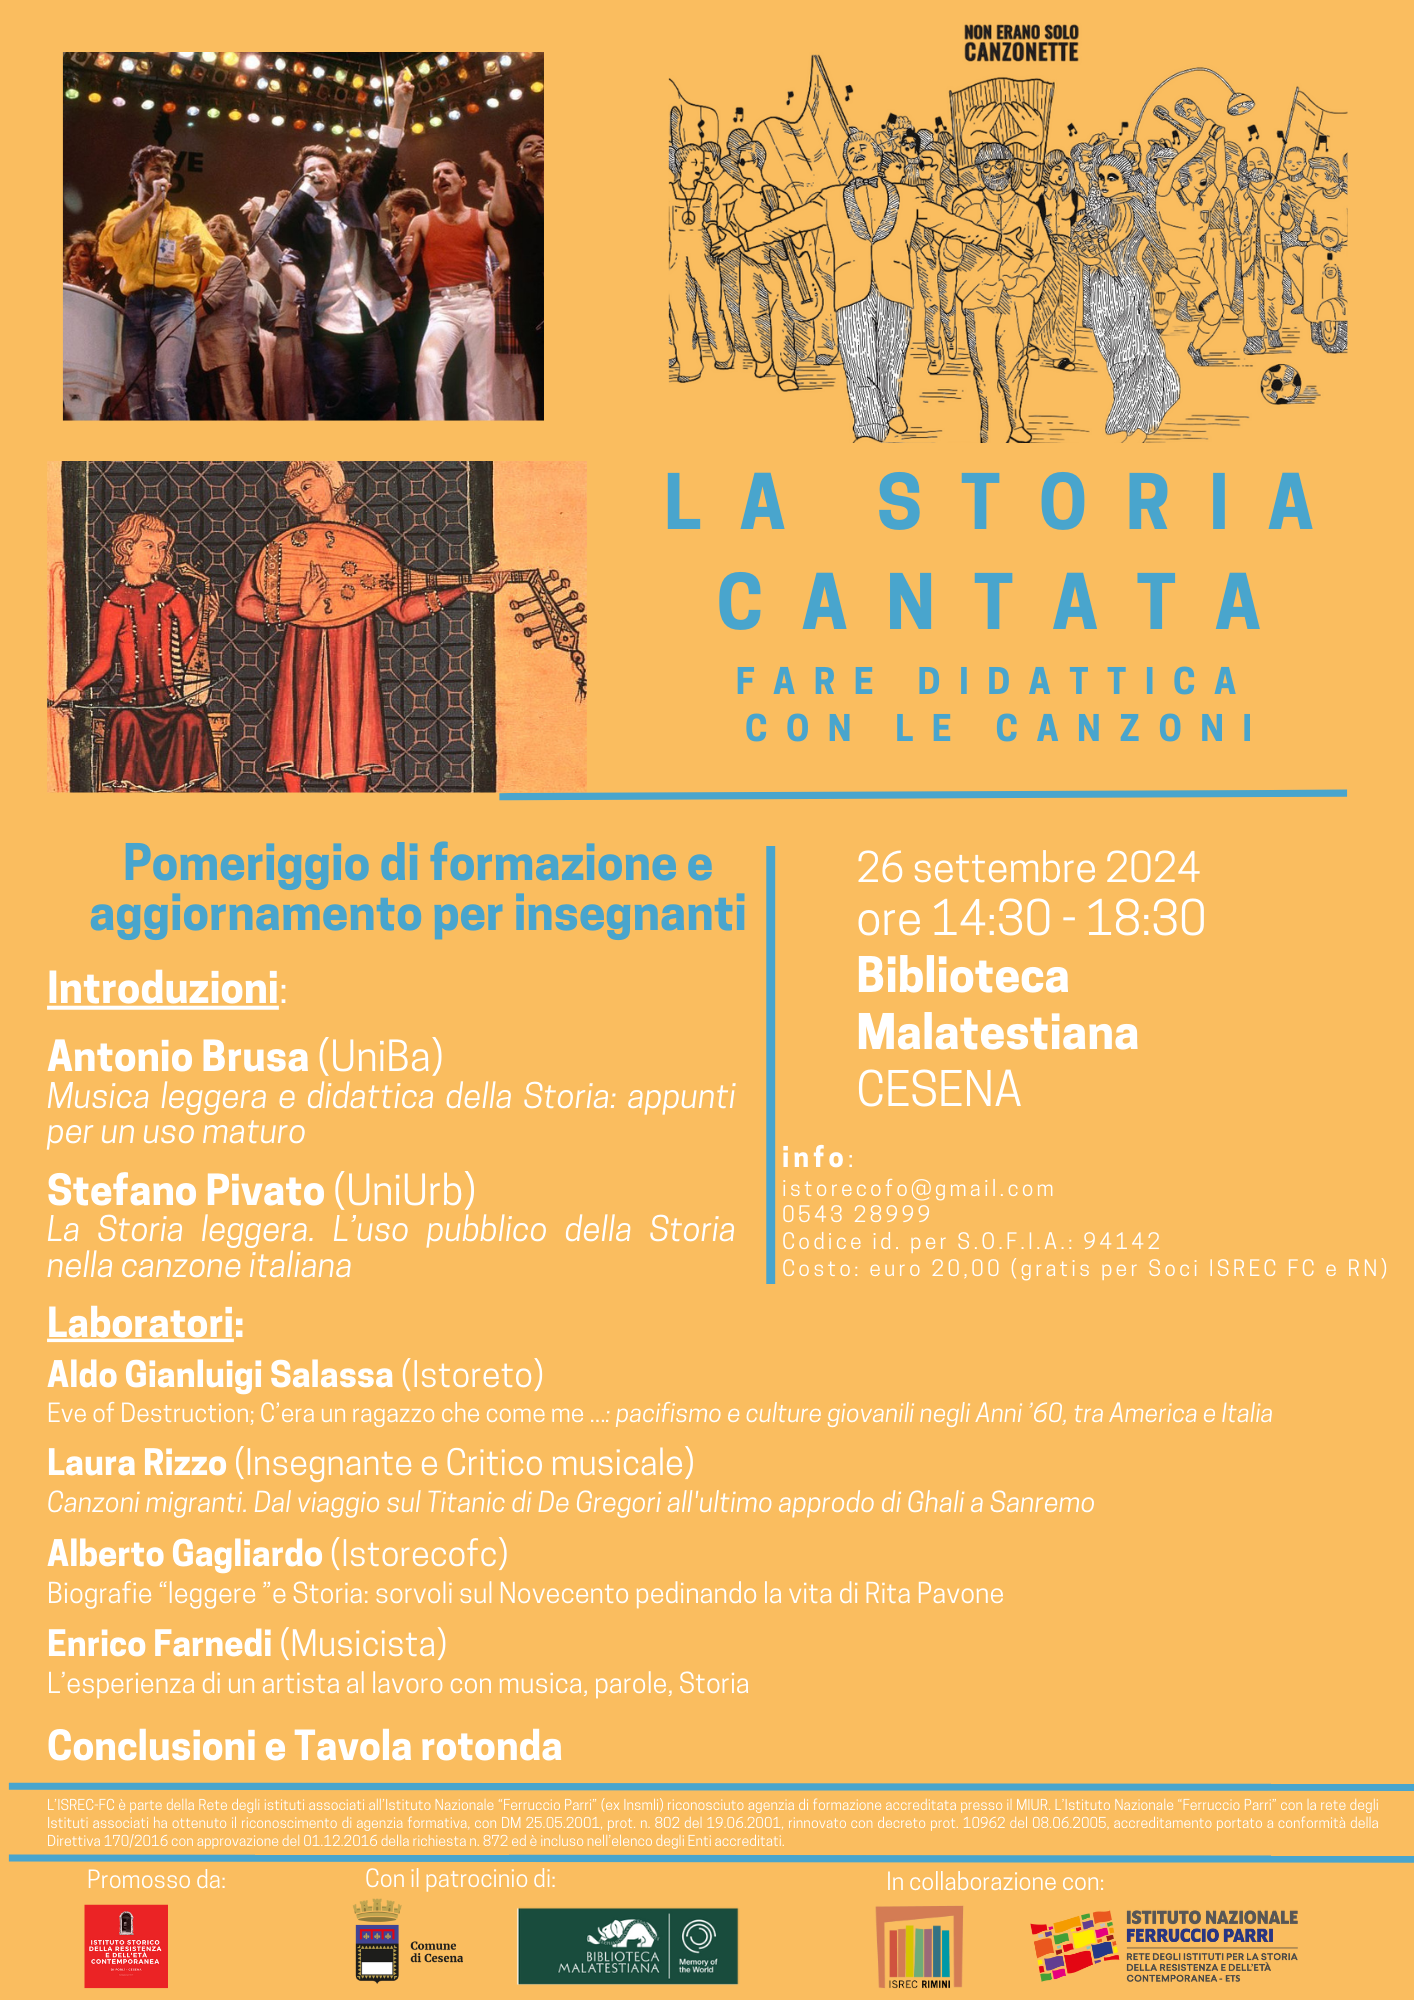 NON ERANO SOLO
CANZONETTE
LA STORIA
CANTATA
FARE DIDATTICA
CON LE CANZONI
Pomeriggio di formazione e
aggiornamento per insegnanti
Introduzioni:
Antonio Brusa (UniBa)
Musica leggera e didattica della Storia: appunti
per un uso maturo
Stefano Pivato (UniUrb)
La Storia leggera. L’uso pubblico della Storia
nella canzone italiana
26 settembre 2024
ore 14:30 - 18:30
Biblioteca
Malatestiana
CESENA
info:
istorecofo@gmail.com
0543 28999
Codice id. per S.O.F.I.A.: 94142
Costo: euro 20,00 (gratis per Soci ISREC FC e RN)
Laboratori:
Aldo Gianluigi Salassa (Istoreto)
Eve of Destruction; C’era un ragazzo che come me ...: pacifismo e culture giovanili negli Anni ’60, tra America e Italia
Laura Rizzo (Insegnante e Critico musicale)
Canzoni migranti. Dal viaggio sul Titanic di De Gregori all'ultimo approdo di Ghali a Sanremo
Alberto Gagliardo (Istorecofc)
Biografie “leggere ”e Storia: sorvoli sul Novecento pedinando la vita di Rita Pavone
Enrico Farnedi (Musicista)
L’esperienza di un artista al lavoro con musica, parole, Storia
Conclusioni e Tavola rotonda
L’ISREC-FC è parte della Rete degli istituti associati all’Istituto Nazionale “Ferruccio Parri” (ex Insmli) riconosciuto agenzia di formazione accreditata presso il MIUR. L’Istituto Nazionale “Ferruccio Parri” con la rete degli
Istituti associati ha ottenuto il riconoscimento di agenzia formativa, con DM 25.05.2001, prot. n. 802 del 19.06.2001, rinnovato con decreto prot. 10962 del 08.06.2005, accreditamento portato a conformità della
Direttiva 170/2016 con approvazione del 01.12.2016 della richiesta n. 872 ed è incluso nell’elenco degli Enti accreditati.
Promosso da:
Con il patrocinio di:
In collaborazione con:
ISTITUTO STORICO
DELLA RESISTENZA
E DELL'ETÀ
CONTEMPORANEA
Comune
di Cesena
BIBLIOTECA
MALATESTIANA
Memory of
the World
ISREC RIMINI
ISTITUTO NAZIONALE
FERRUCCIO PARRI
RETE DEGLI ISTITUTI PER LA STORIA
DELLA RESISTENZA E DELL'ETÀ
CONTEMPORANEA - ETS